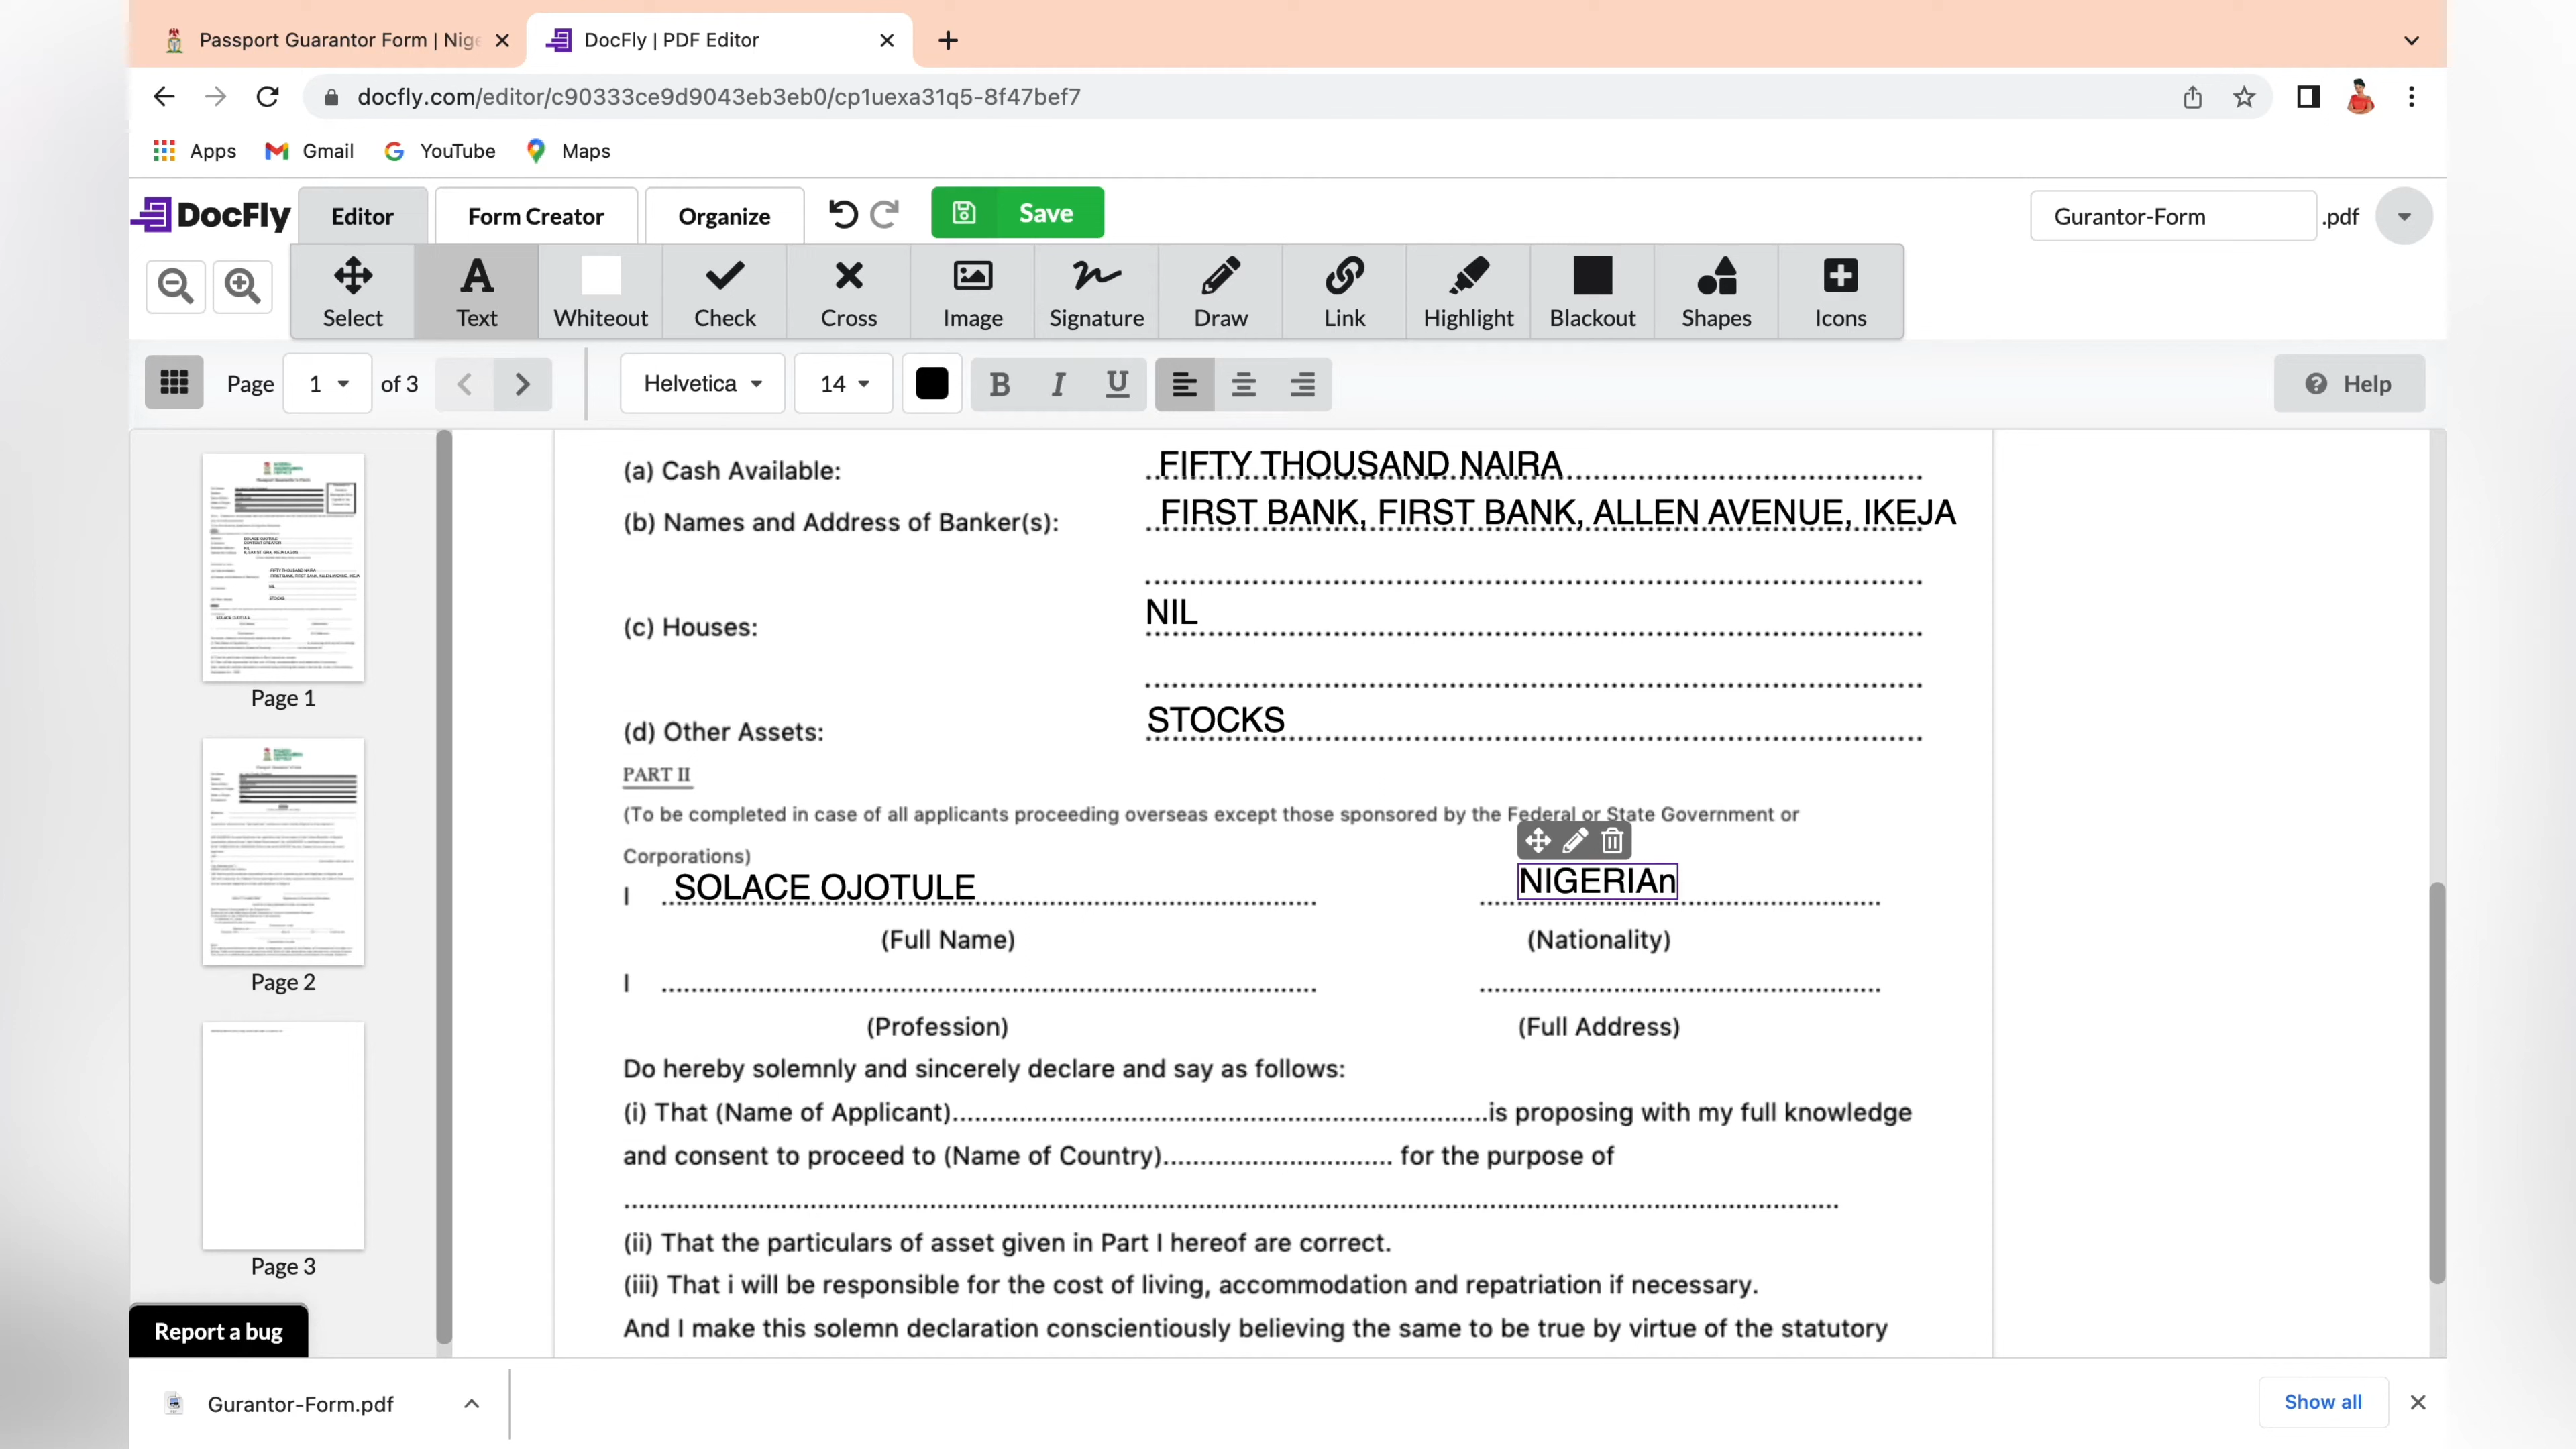 Passport Guarantor Form | Nige
DocFly | PDF Editor
docfly.com/editor/c90333ce9d9043eb3eb0/cp1uexa31q5-8f47bef7
Apps Gmail YouTube Maps
DocFly Editor Form Creator Organize Save Gurantor-Form .pdf
Select Text Whiteout Check Cross Image Signature Draw Link Highlight Blackout Shapes Icons
Page 1 of 3 Helvetica 14 B I U Help
(a) Cash Available: FIFTY THOUSAND NAIRA
(b) Names and Address of Banker(s): FIRST BANK, FIRST BANK, ALLEN AVENUE, IKEJA
(c) Houses: NIL
(d) Other Assets: STOCKS
PART II
(To be completed in case of all applicants proceeding overseas except those sponsored by the Federal or State Government or
Corporations)
I SOLACE OJOTULE NIGERIAn
(Full Name) (Nationality)
I
(Profession) (Full Address)
Do hereby solemnly and sincerely declare and say as follows:
(i) That (Name of Applicant)..........is proposing with my full knowledge
and consent to proceed to (Name of Country).......... for the purpose of
(ii) That the particulars of asset given in Part I hereof are correct.
(iii) That i will be responsible for the cost of living, accommodation and repatriation if necessary.
And I make this solemn declaration conscientiously believing the same to be true by virtue of the statutory
Page 1
Page 2
Page 3
Report a bug
Gurantor-Form.pdf Show all